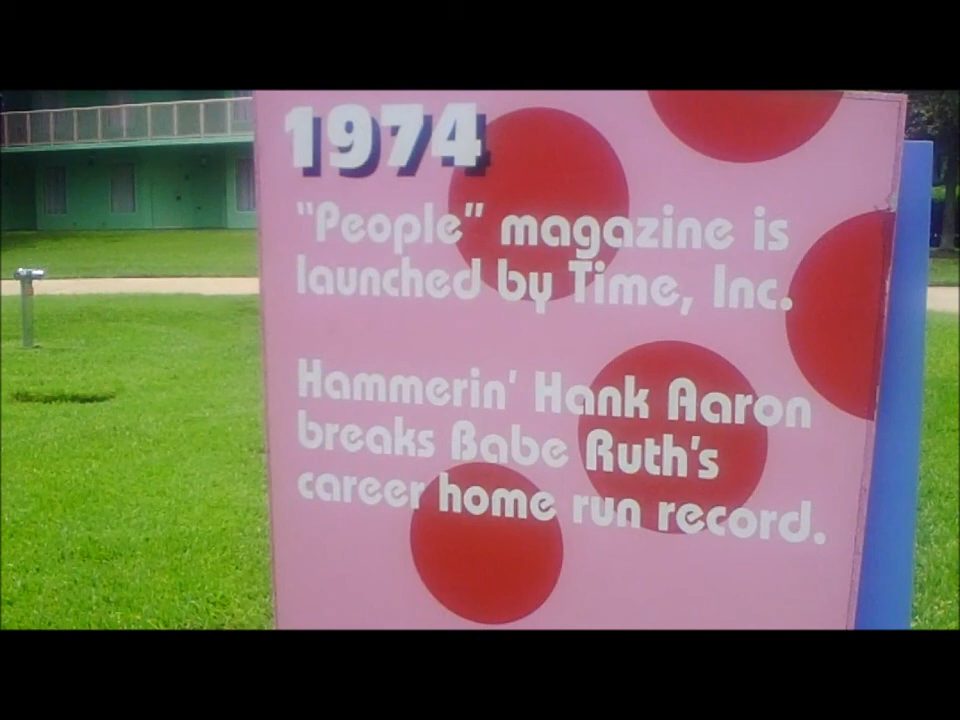 1974
“People” magazine is
launched by Time, Inc.
Hammerin’ Hank Aaron
breaks Babe Ruth’s
career home run record.